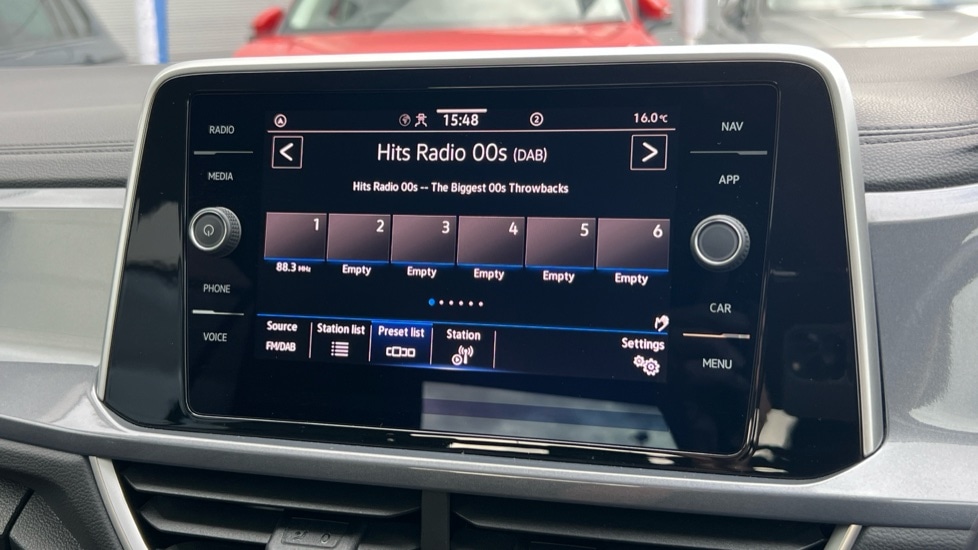 RADIO
MEDIA
PHONE
VOICE
A
15:48
2
16.0°C
< Hits Radio 00s (DAB) >
Hits Radio 00s -- The Biggest 00s Throwbacks
1 2 3 4 5 6
88.3 MHz Empty Empty Empty Empty Empty
Source Station list Preset list Station Settings
FM/DAB
NAV
APP
CAR
MENU